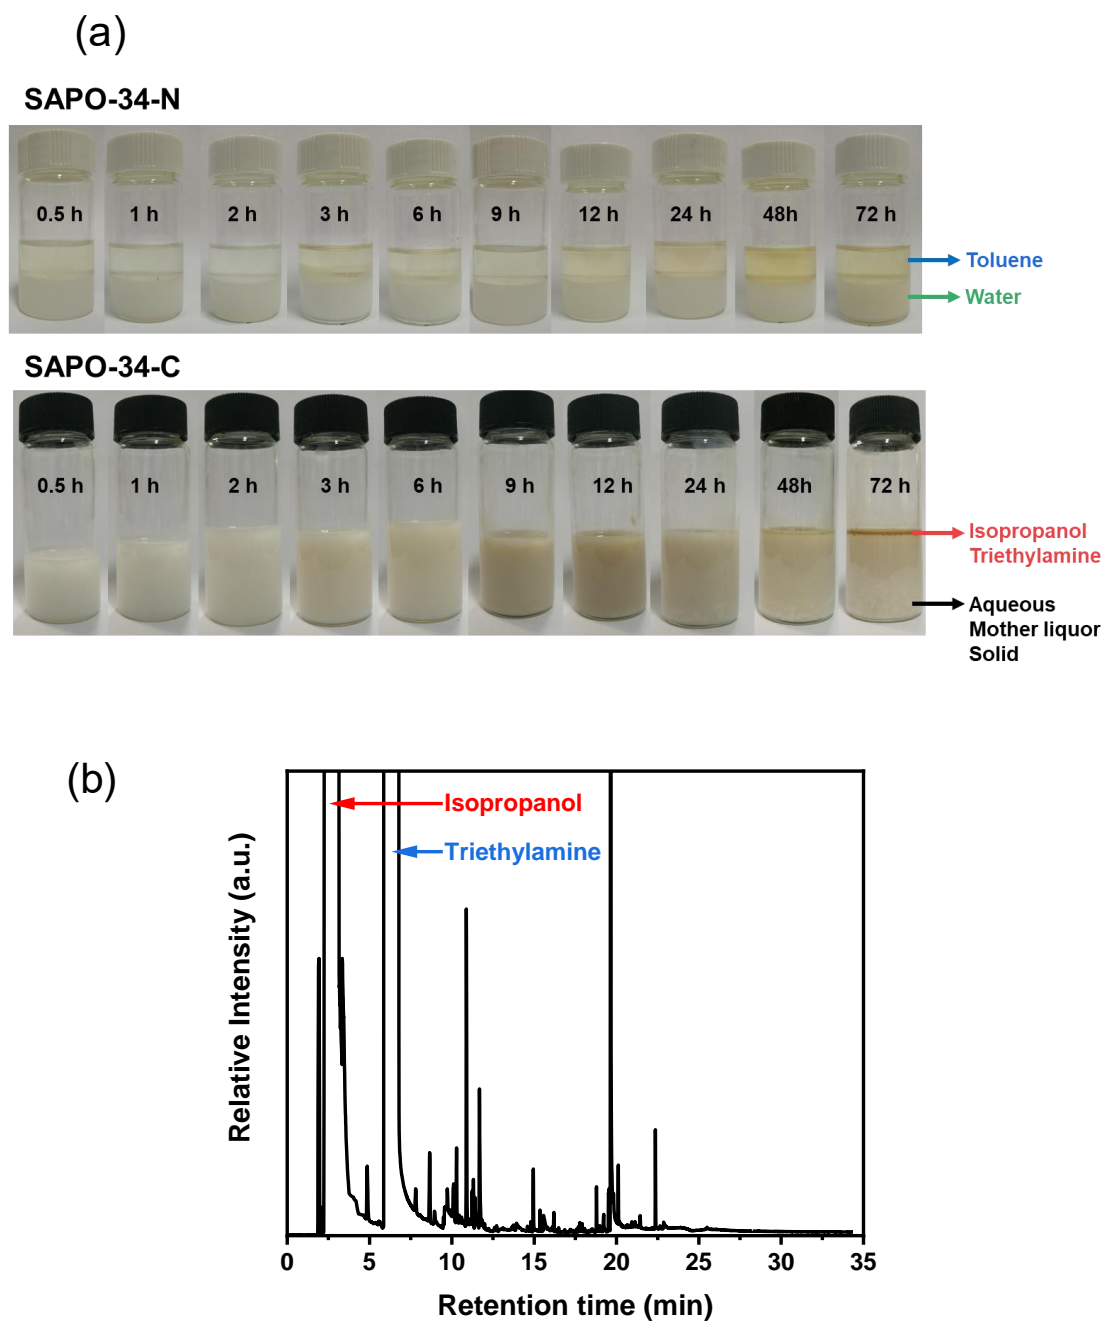 (a)
SAPO-34-N
0.5 h 1 h 2 h 3 h 6 h 9 h 12 h 24 h 48h 72 h
Toluene
Water
SAPO-34-C
0.5 h 1 h 2 h 3 h 6 h 9 h 12 h 24 h 48h 72 h
Isopropanol
Triethylamine
Aqueous
Mother liquor
Solid
(b)
Isopropanol
Triethylamine
Relative Intensity (a.u.)
0 5 10 15 20 25 30 35
Retention time (min)